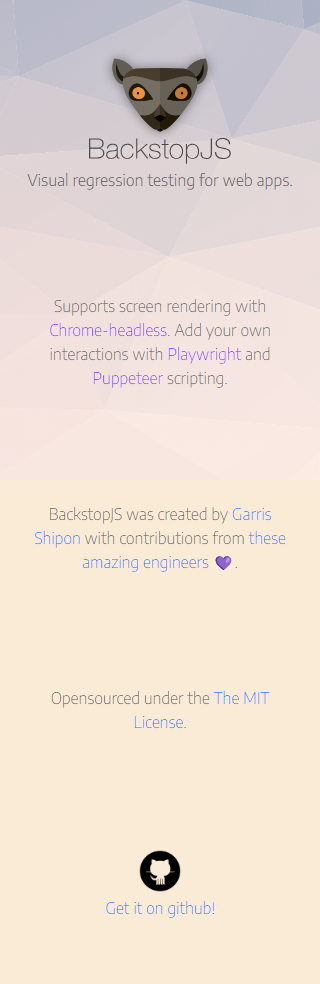 BackstopJS
Visual regression testing for web apps.
Supports screen rendering with
Chrome-headless. Add your own
interactions with Playwright and
Puppeteer scripting.
BackstopJS was created by Garris
Shipon with contributions from these
amazing engineers 💜.
Opensourced under the The MIT
License.
Get it on github!